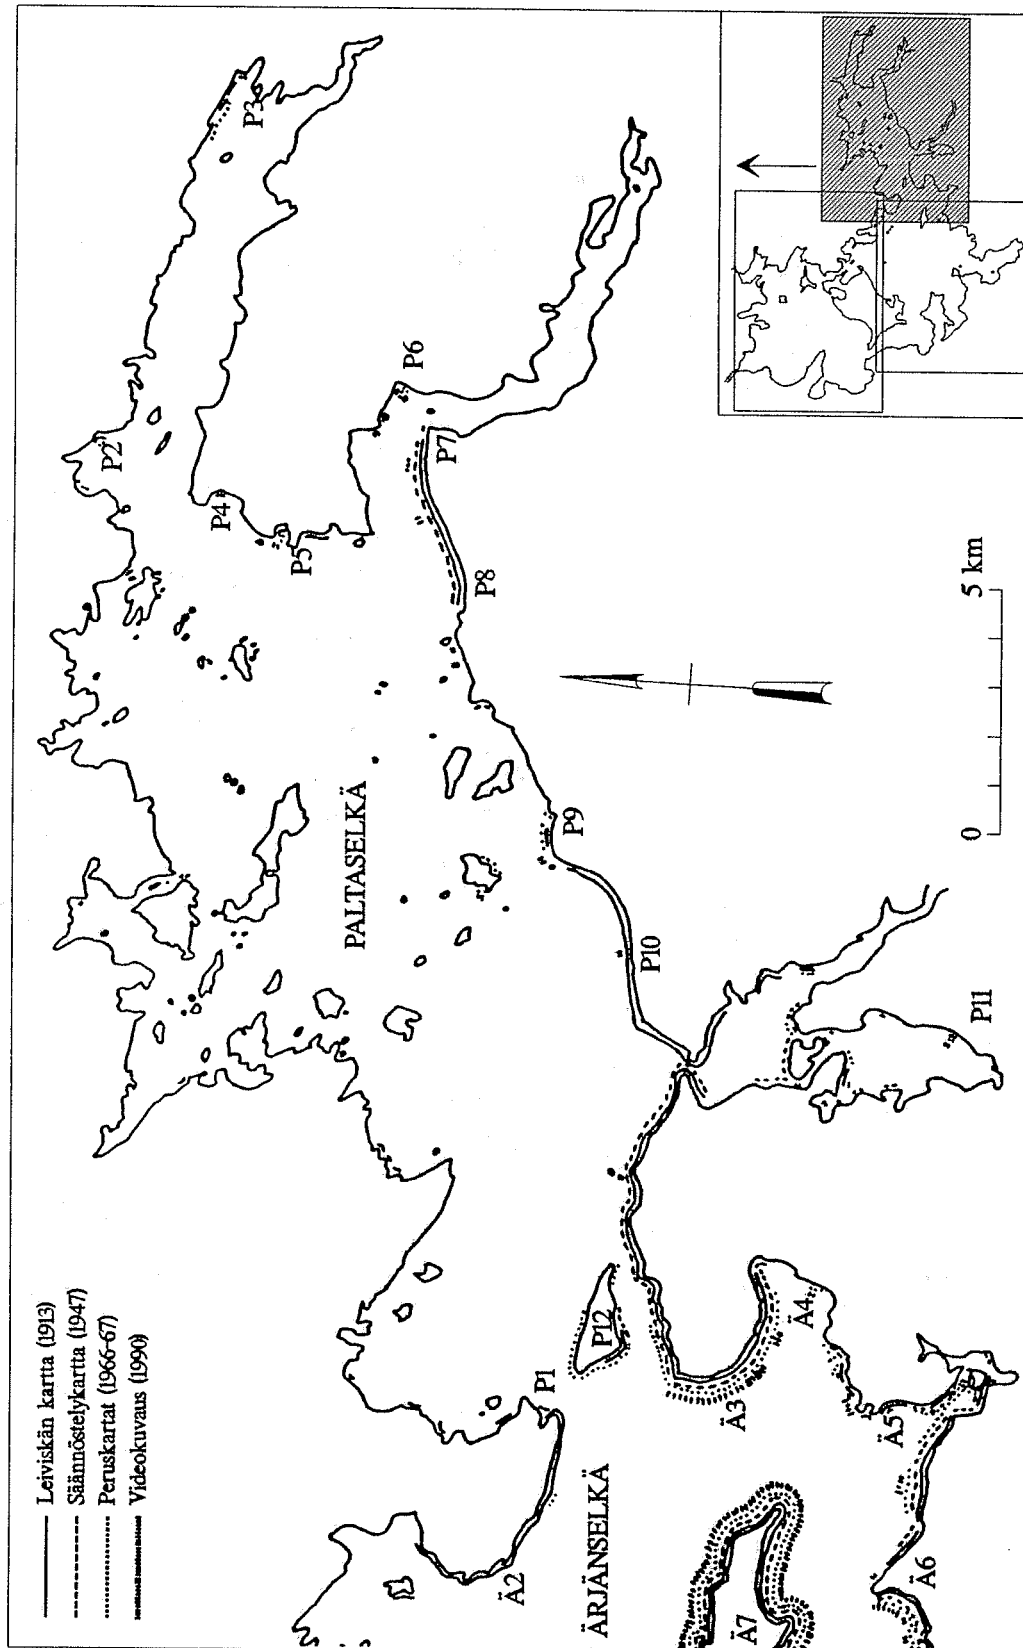 Leiviskän kartta (1913)
Säännöstelykartta (1947)
Peruskartat (1966-67)
Videokuvaus (1990)
P3
P2
P4
P5
P6
P7
P8
PALTASELKÄ
P9
P10
P11
P12
P1
Ä2
ÄRJÄNSELKÄ
Ä3
Ä4
Ä5
Ä6
Ä7
0
5 km